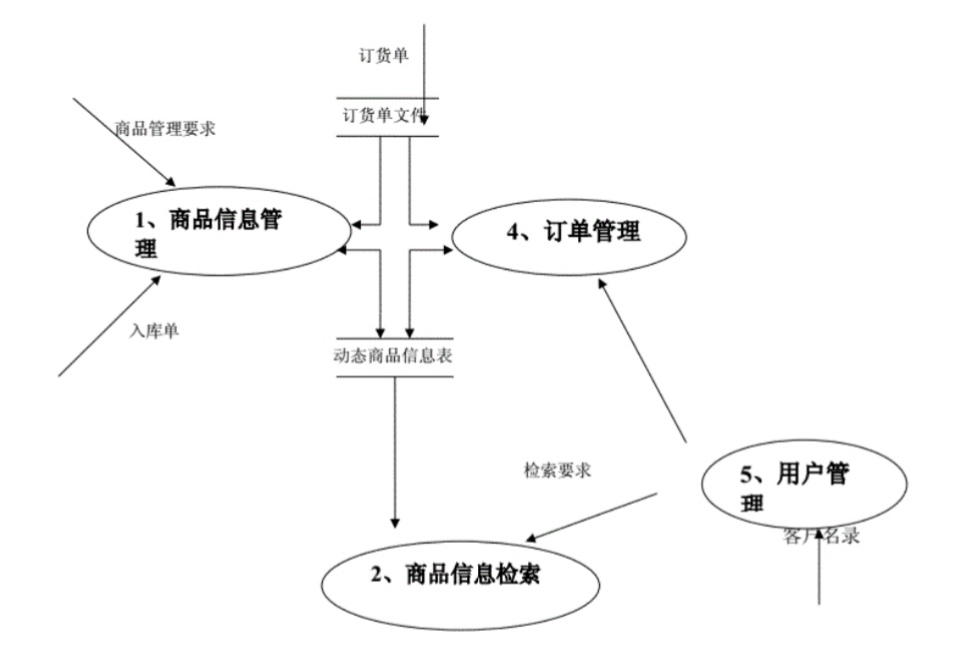 订货单
订货单文件
商品管理要求
1、商品信息管
理
4、订单管理
入库单
动态商品信息表
检索要求
5、用户管
理
客户名录
2、商品信息检索